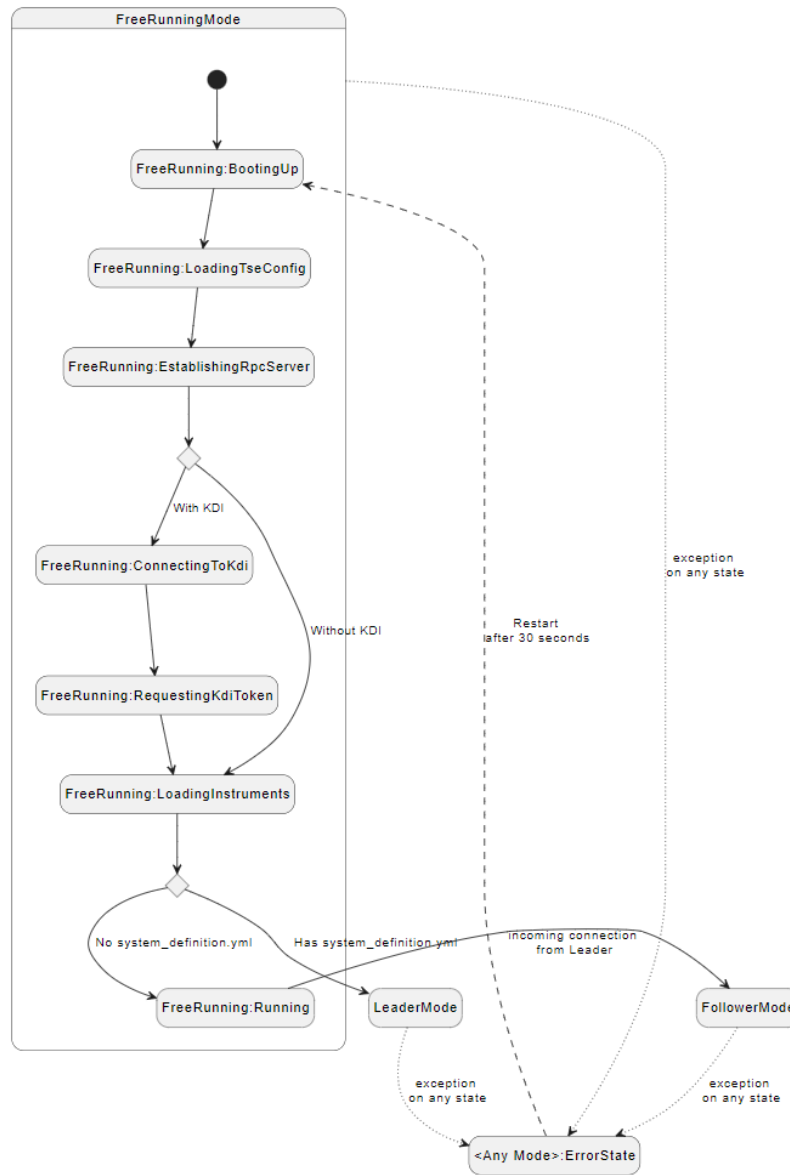 FreeRunningMode
FreeRunning:BootingUp
FreeRunning:LoadingTseConfig
FreeRunning:EstablishingRpcServer
With KDI
FreeRunning:ConnectingToKdi
exception
on any state
Without KDI
Restart
after 30 seconds
FreeRunning:RequestingKdiToken
FreeRunning:LoadingInstruments
No system_definition.yml
Has system_definition.yml
incoming connection
from Leader
FreeRunning:Running
LeaderMode
FollowerMode
exception
on any state
exception
on any state
<Any Mode>:ErrorState